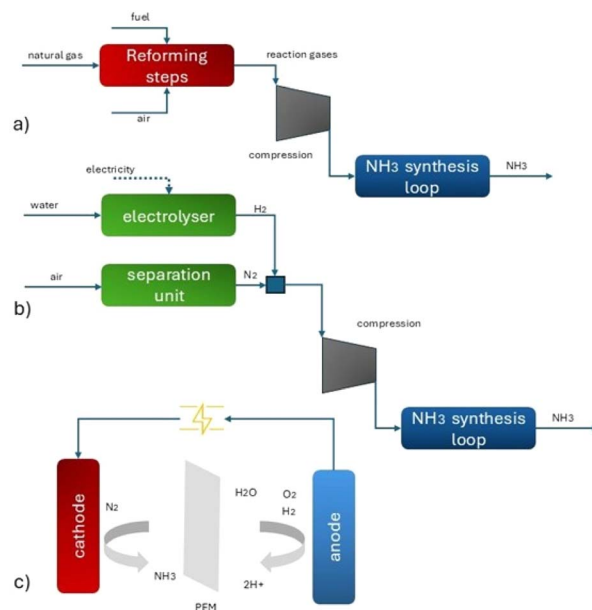 fuel
natural gas
Reforming
steps
reaction gases
air
a)
compression
NH3 synthesis
loop
NH3
electricity
water
electrolyser
H2
air
separation
unit
N2
b)
compression
NH3 synthesis
loop
NH3
cathode
N2
NH3
PEM
H2O
O2
H2
2H+
anode
c)